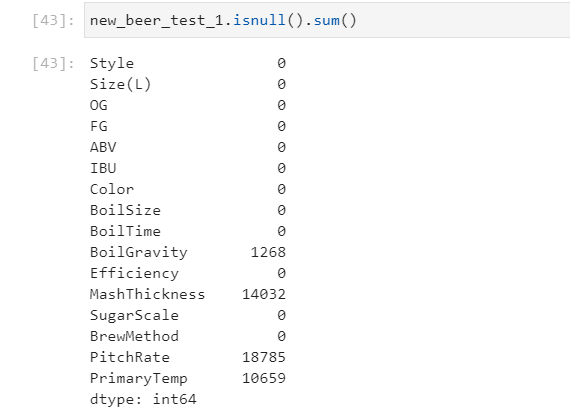 [43]: new_beer_test_1.isnull().sum()
[43]: Style 0
Size(L) 0
OG 0
FG 0
ABV 0
IBU 0
Color 0
BoilSize 0
BoilTime 0
BoilGravity 1268
Efficiency 0
MashThickness 14032
SugarScale 0
BrewMethod 0
PitchRate 18785
PrimaryTemp 10659
dtype: int64